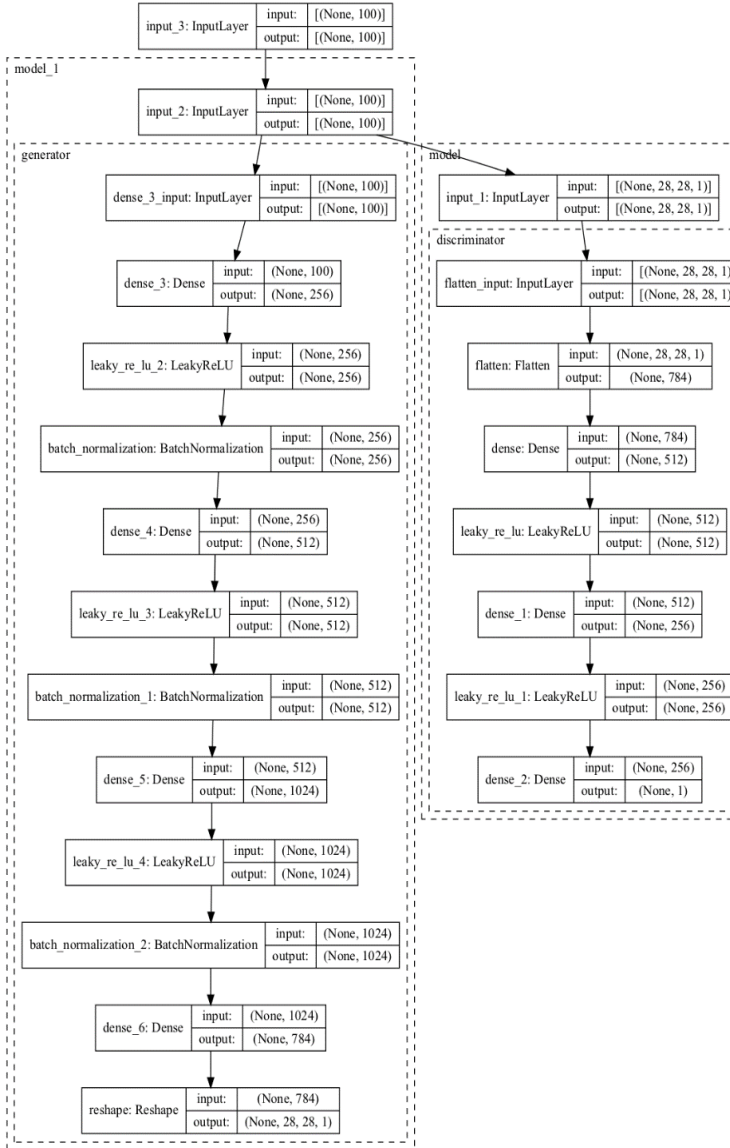 input_3: InputLayer input: [(None, 100)]
output: [(None, 100)]
model_1
input_2: InputLayer input: [(None, 100)]
output: [(None, 100)]
generator
dense_3_input: InputLayer input: [(None, 100)]
output: [(None, 100)]
dense_3: Dense input: (None, 100)
output: (None, 256)
leaky_re_lu_2: LeakyReLU input: (None, 256)
output: (None, 256)
batch_normalization: BatchNormalization input: (None, 256)
output: (None, 256)
dense_4: Dense input: (None, 256)
output: (None, 512)
leaky_re_lu_3: LeakyReLU input: (None, 512)
output: (None, 512)
batch_normalization_1: BatchNormalization input: (None, 512)
output: (None, 512)
dense_5: Dense input: (None, 512)
output: (None, 1024)
leaky_re_lu_4: LeakyReLU input: (None, 1024)
output: (None, 1024)
batch_normalization_2: BatchNormalization input: (None, 1024)
output: (None, 1024)
dense_6: Dense input: (None, 1024)
output: (None, 784)
reshape: Reshape input: (None, 784)
output: (None, 28, 28, 1)
model
input_1: InputLayer input: [(None, 28, 28, 1)]
output: [(None, 28, 28, 1)]
discriminator
flatten_input: InputLayer input: [(None, 28, 28, 1)
output: [(None, 28, 28, 1)
flatten: Flatten input: (None, 28, 28, 1)
output: (None, 784)
dense: Dense input: (None, 784)
output: (None, 512)
leaky_re_lu: LeakyReLU input: (None, 512)
output: (None, 512)
dense_1: Dense input: (None, 512)
output: (None, 256)
leaky_re_lu_1: LeakyReLU input: (None, 256)
output: (None, 256)
dense_2: Dense input: (None, 256)
output: (None, 1)